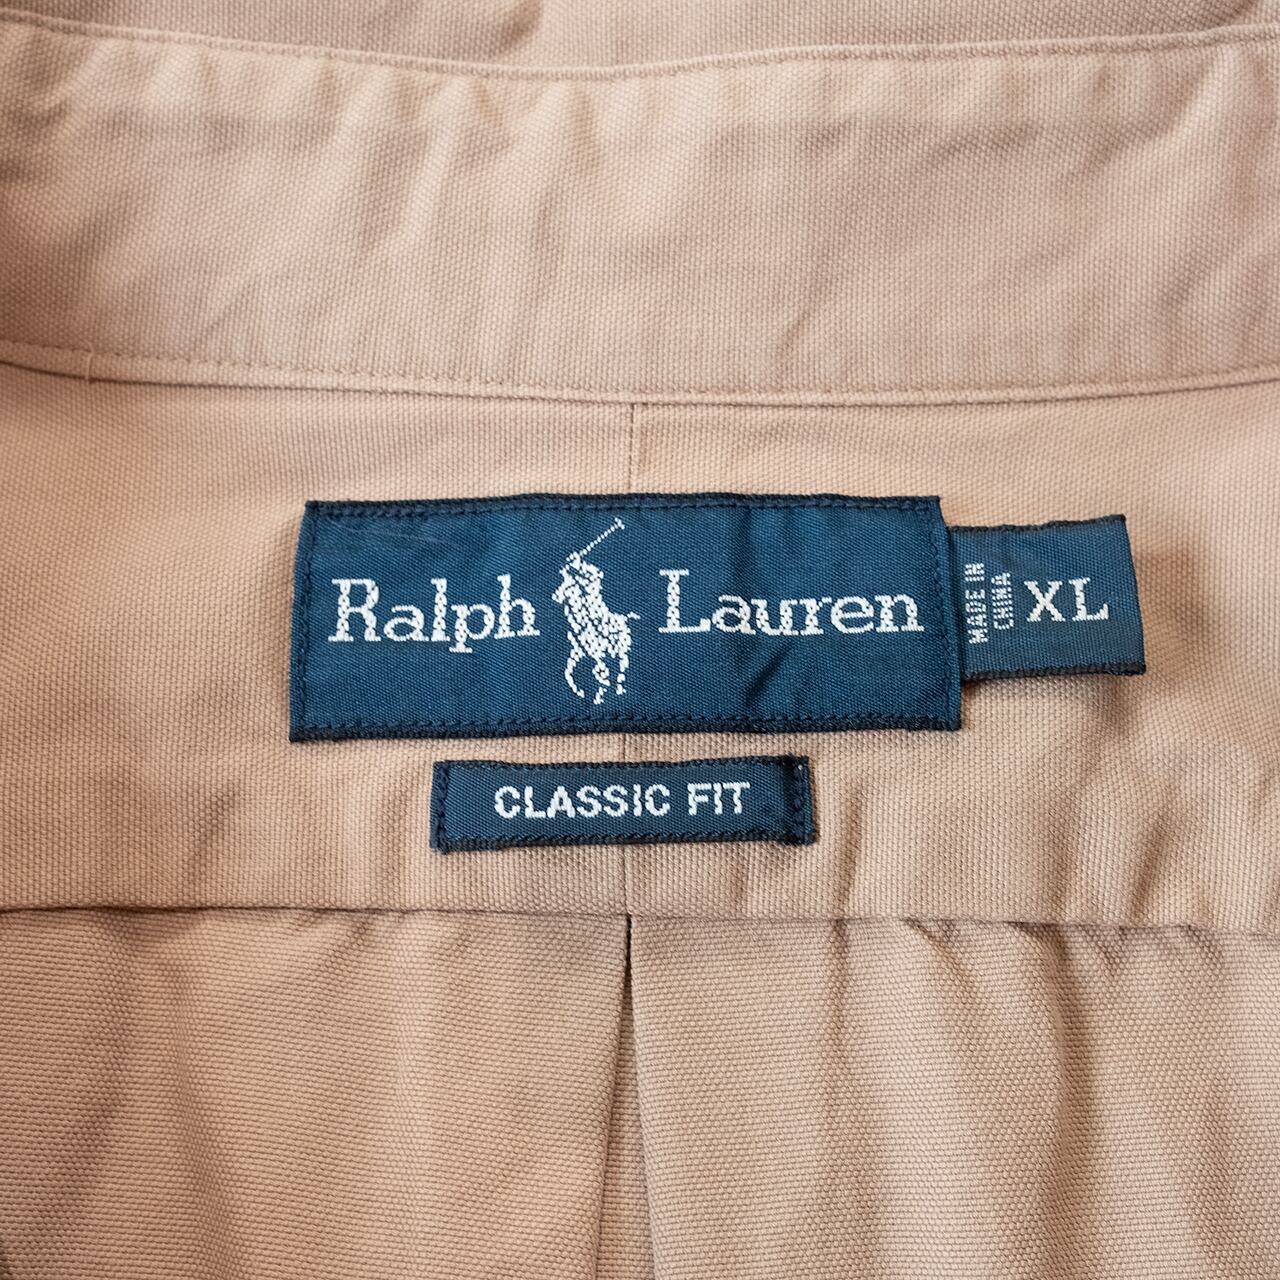 Ralph Lauren
MADE IN
CHINA
XL
CLASSIC FIT